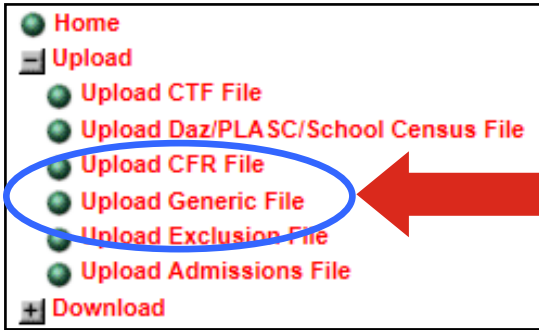 Home
Upload
Upload CTF File
Upload Daz/PLASC/School Census File
Upload CFR File
Upload Generic File
Upload Exclusion File
Upload Admissions File
Download